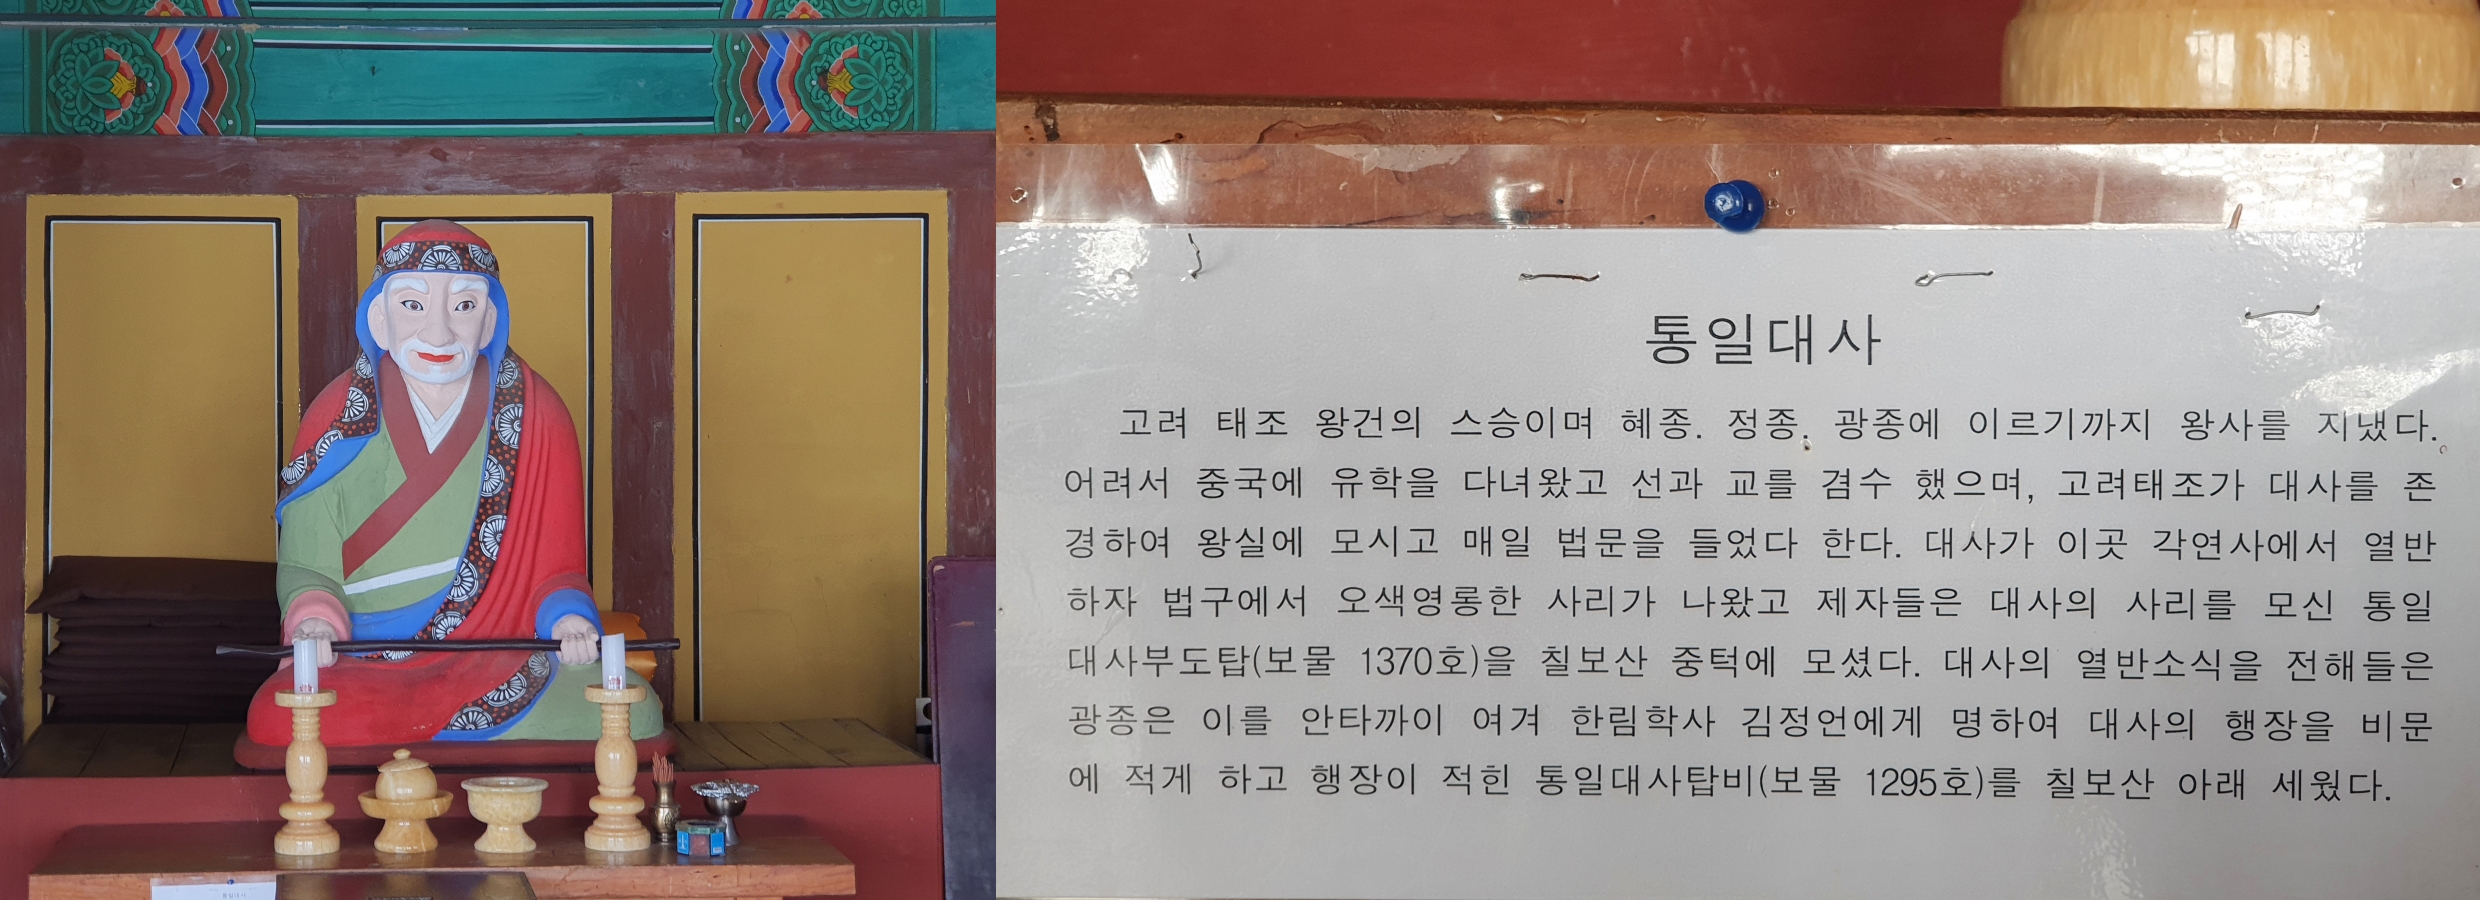 통일대사
고려 태조 왕건의 스승이며 혜종. 정종. 광종에 이르기까지 왕사를 지냈다.
어려서 중국에 유학을 다녀왔고 선과 교를 겸수 했으며, 고려태조가 대사를 존
경하여 왕실에 모시고 매일 법문을 들었다 한다. 대사가 이곳 각연사에서 열반
하자 법구에서 오색영롱한 사리가 나왔고 제자들은 대사의 사리를 모신 통일
대사부도탑(보물 1370호)을 칠보산 중턱에 모셨다. 대사의 열반소식을 전해들은
광종은 이를 안타까이 여겨 한림학사 김정언에게 명하여 대사의 행장을 비문
에 적게 하고 행장이 적힌 통일대사탑비(보물 1295호)를 칠보산 아래 세웠다.
통일대사